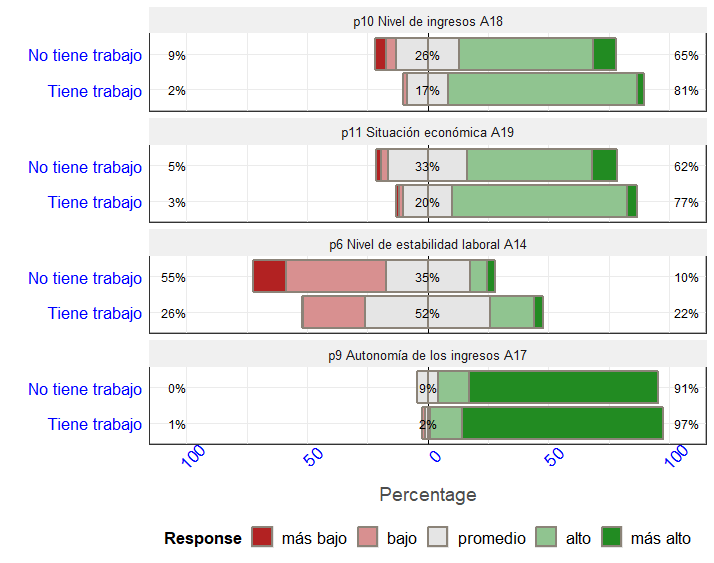 p10 Nivel de ingresos A18
No tiene trabajo 9% 26% 65%
Tiene trabajo 2% 17% 81%
p11 Situación económica A19
No tiene trabajo 5% 33% 62%
Tiene trabajo 3% 20% 77%
p6 Nivel de estabilidad laboral A14
No tiene trabajo 55% 35% 10%
Tiene trabajo 26% 52% 22%
p9 Autonomía de los ingresos A17
No tiene trabajo 0% 9% 91%
Tiene trabajo 1% 2% 97%
100 50 0 50 100
Percentage
Response más bajo bajo promedio alto más alto